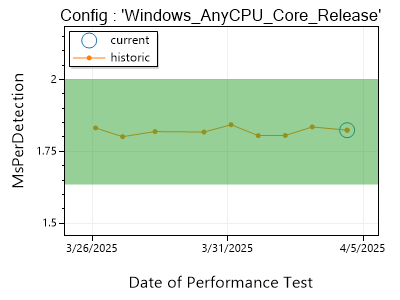 Config : 'Windows_AnyCPU_Core_Release'
current
historic
MsPerDetection
2
1.75
1.5
3/26/2025
3/31/2025
4/5/2025
Date of Performance Test